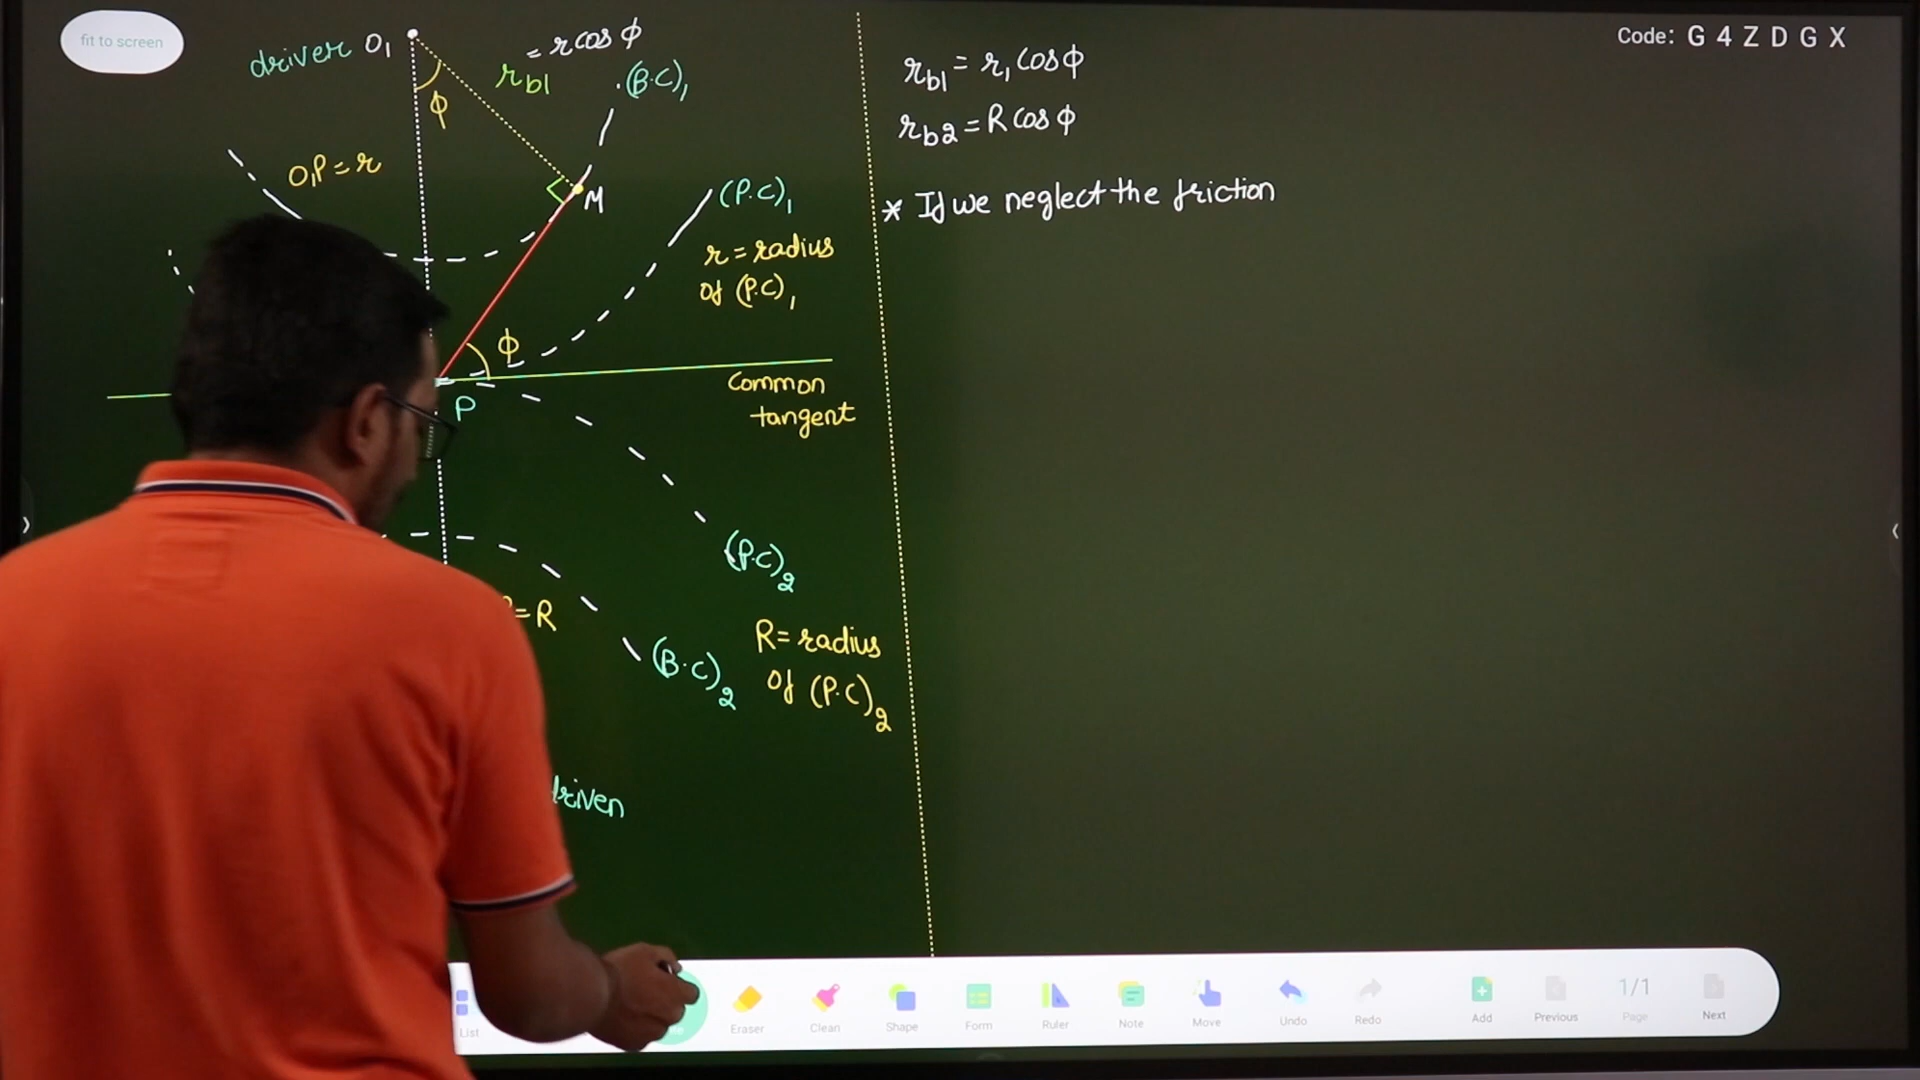 fit to screen
Code: G 4 Z D G X
driver O₁
ϕ
= r cos ϕ
r_b1
(B.C)₁
O₁P = r
M
(P.C)₁
r = radius
of (P.C)₁
ϕ
Common
tangent
P
(P.C)₂
= R
(B.C)₂
R = radius
of (P.C)₂
riven
r_b1 = r₁ cos ϕ
r_b2 = R cos ϕ
* If we neglect the friction
List
Eraser
Clean
Shape
Form
Ruler
Note
Move
Undo
Redo
Add
Previous
1/1
Page
Next